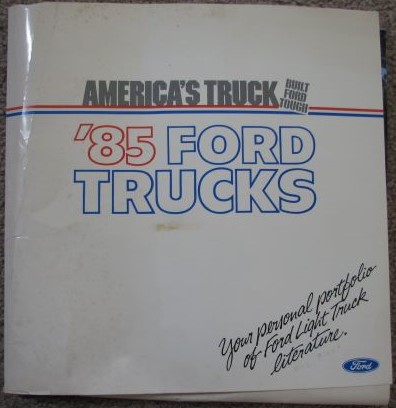 AMERICA'S TRUCK
BUILT
FORD
TOUGH
'85 FORD
TRUCKS
Your personal portfolio
of Ford Light Truck
literature.
Ford